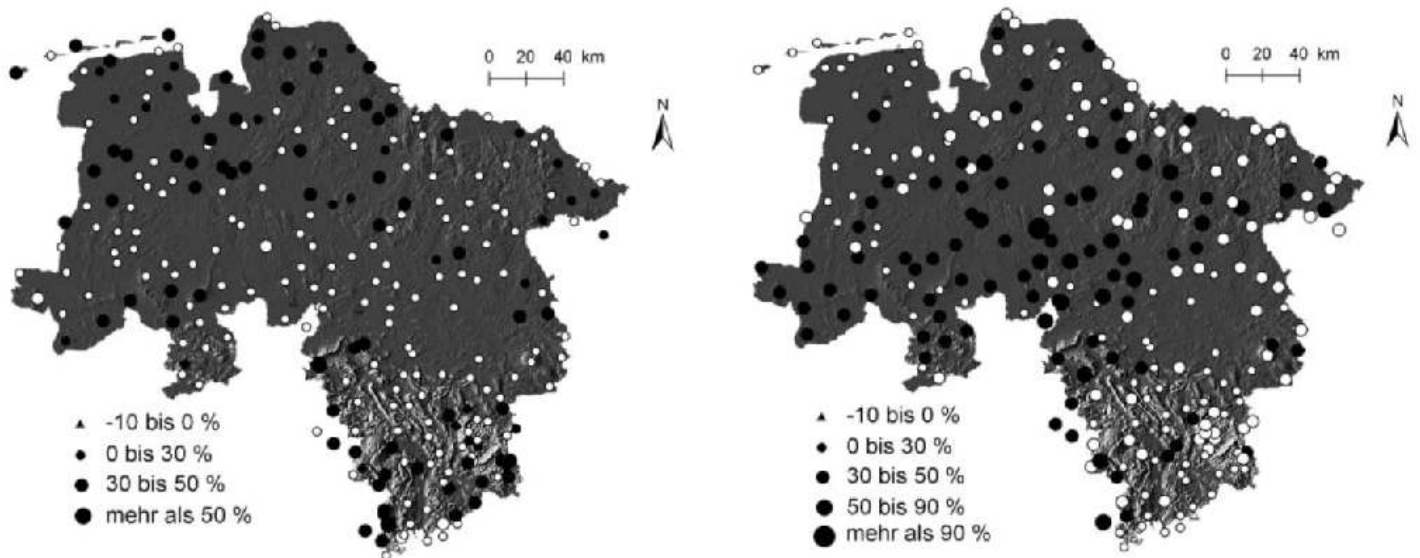 0 20 40 km
N
-10 bis 0 %
0 bis 30 %
30 bis 50 %
mehr als 50 %
0 20 40 km
N
-10 bis 0 %
0 bis 30 %
30 bis 50 %
50 bis 90 %
mehr als 90 %